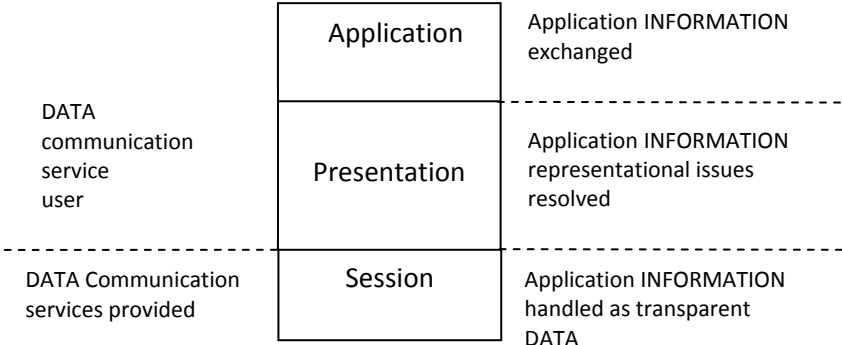 Application
Application INFORMATION
exchanged
DATA
communication
service
user
Presentation
Application INFORMATION
representational issues
resolved
DATA Communication
services provided
Session
Application INFORMATION
handled as transparent
DATA